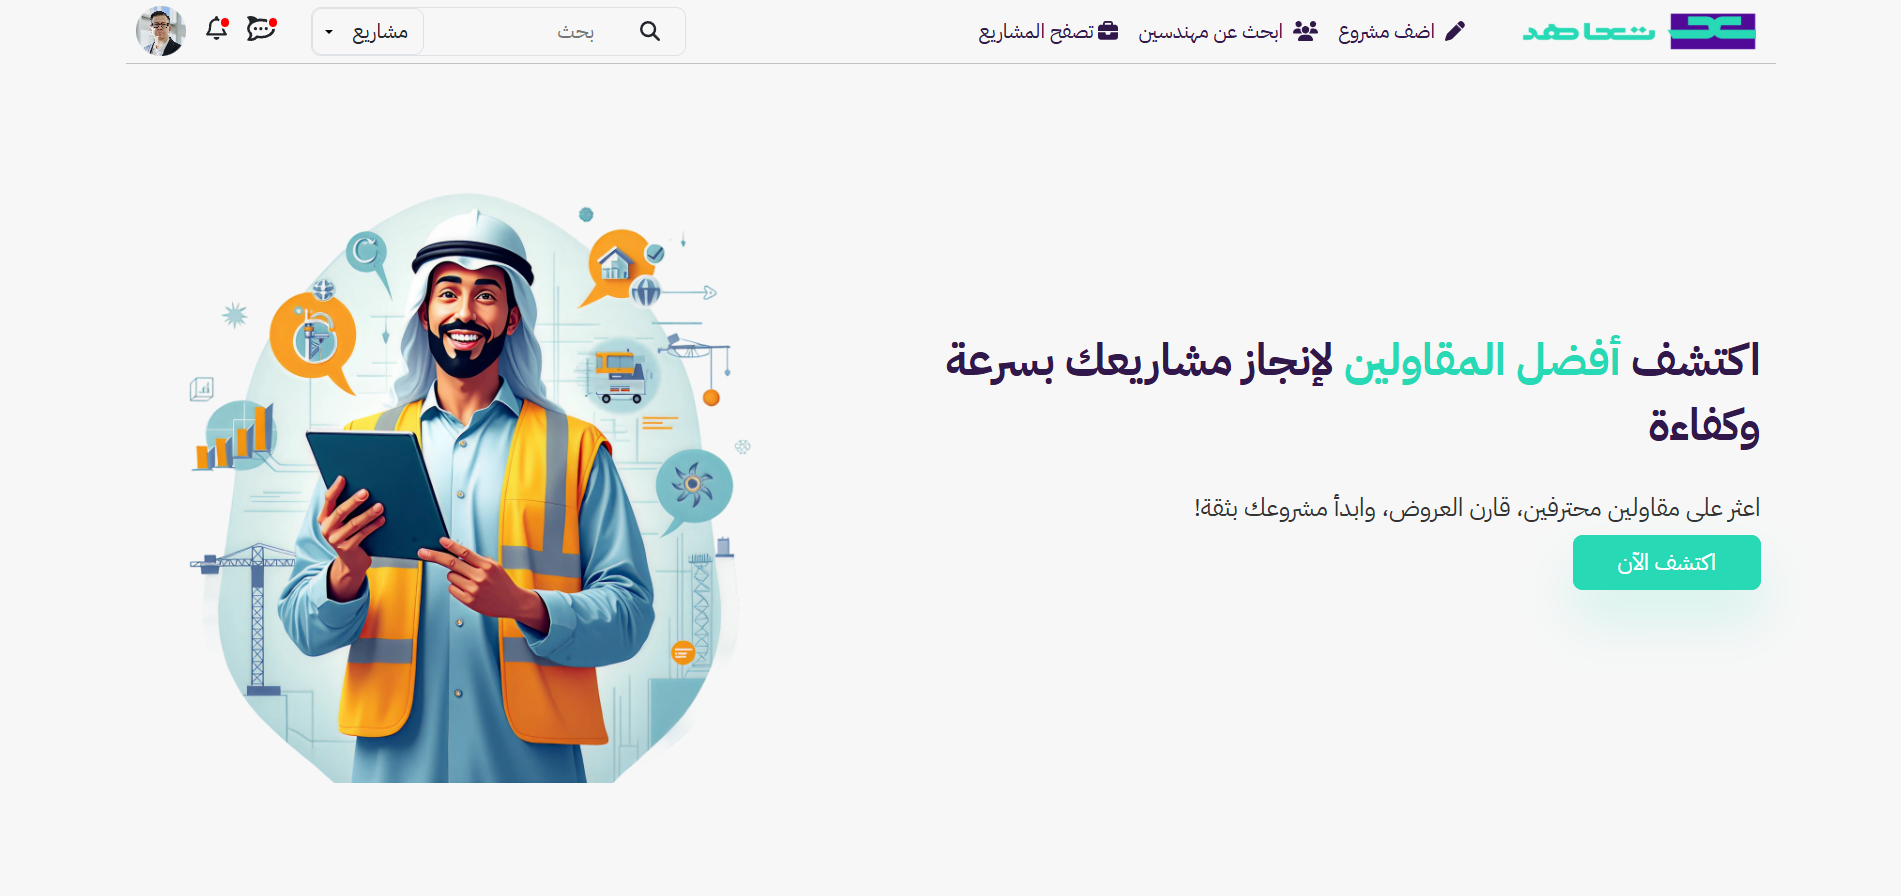 تعاهد
اضف مشروع
ابحث عن مهندسين
تصفح المشاريع
بحث
مشاريع
اكتشف أفضل المقاولين لإنجاز مشاريعك بسرعة
وكفاءة
اعثر على مقاولين محترفين، قارن العروض، وابدأ مشروعك بثقة!
اكتشف الآن